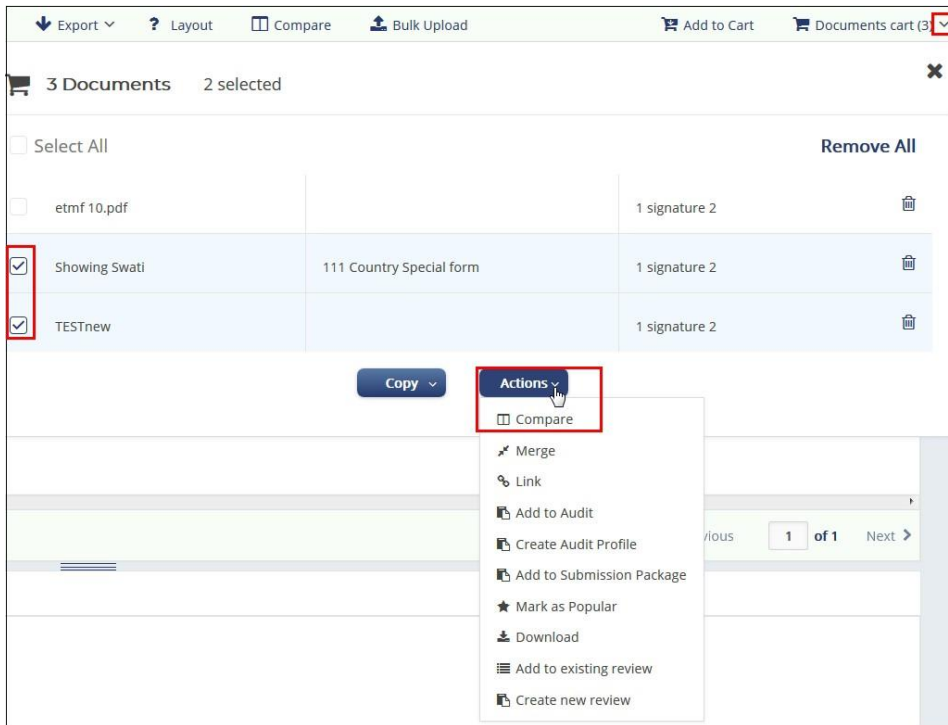 Export ? Layout Compare Bulk Upload Add to Cart Documents cart (3)
3 Documents 2 selected
Select All Remove All
etmf 10.pdf 1 signature 2
Showing Swati 111 Country Special form 1 signature 2
TESTnew 1 signature 2
Copy Actions
Compare
Merge
Link
Add to Audit
Create Audit Profile
vious 1 of 1 Next
Add to Submission Package
Mark as Popular
Download
Add to existing review
Create new review